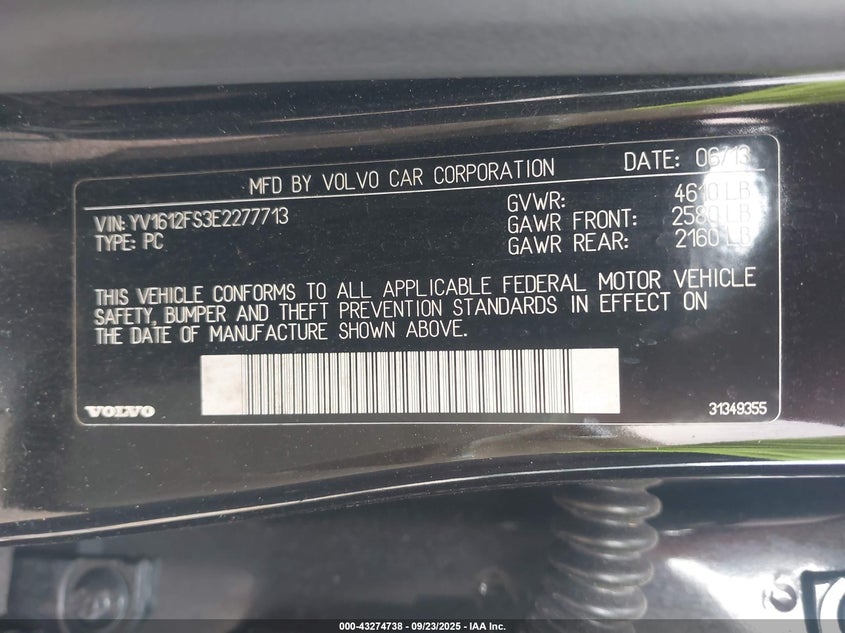 MFD BY VOLVO CAR CORPORATION DATE: 06/13
VIN: YV1612FS3E2277713 GVWR: 4610 LB
TYPE: PC GAWR FRONT: 2580 LB
GAWR REAR: 2160 LB
THIS VEHICLE CONFORMS TO ALL APPLICABLE FEDERAL MOTOR VEHICLE
SAFETY, BUMPER AND THEFT PREVENTION STANDARDS IN EFFECT ON
THE DATE OF MANUFACTURE SHOWN ABOVE.
VOLVO 31349355
000-43274738 - 09/23/2025 - IAA Inc.